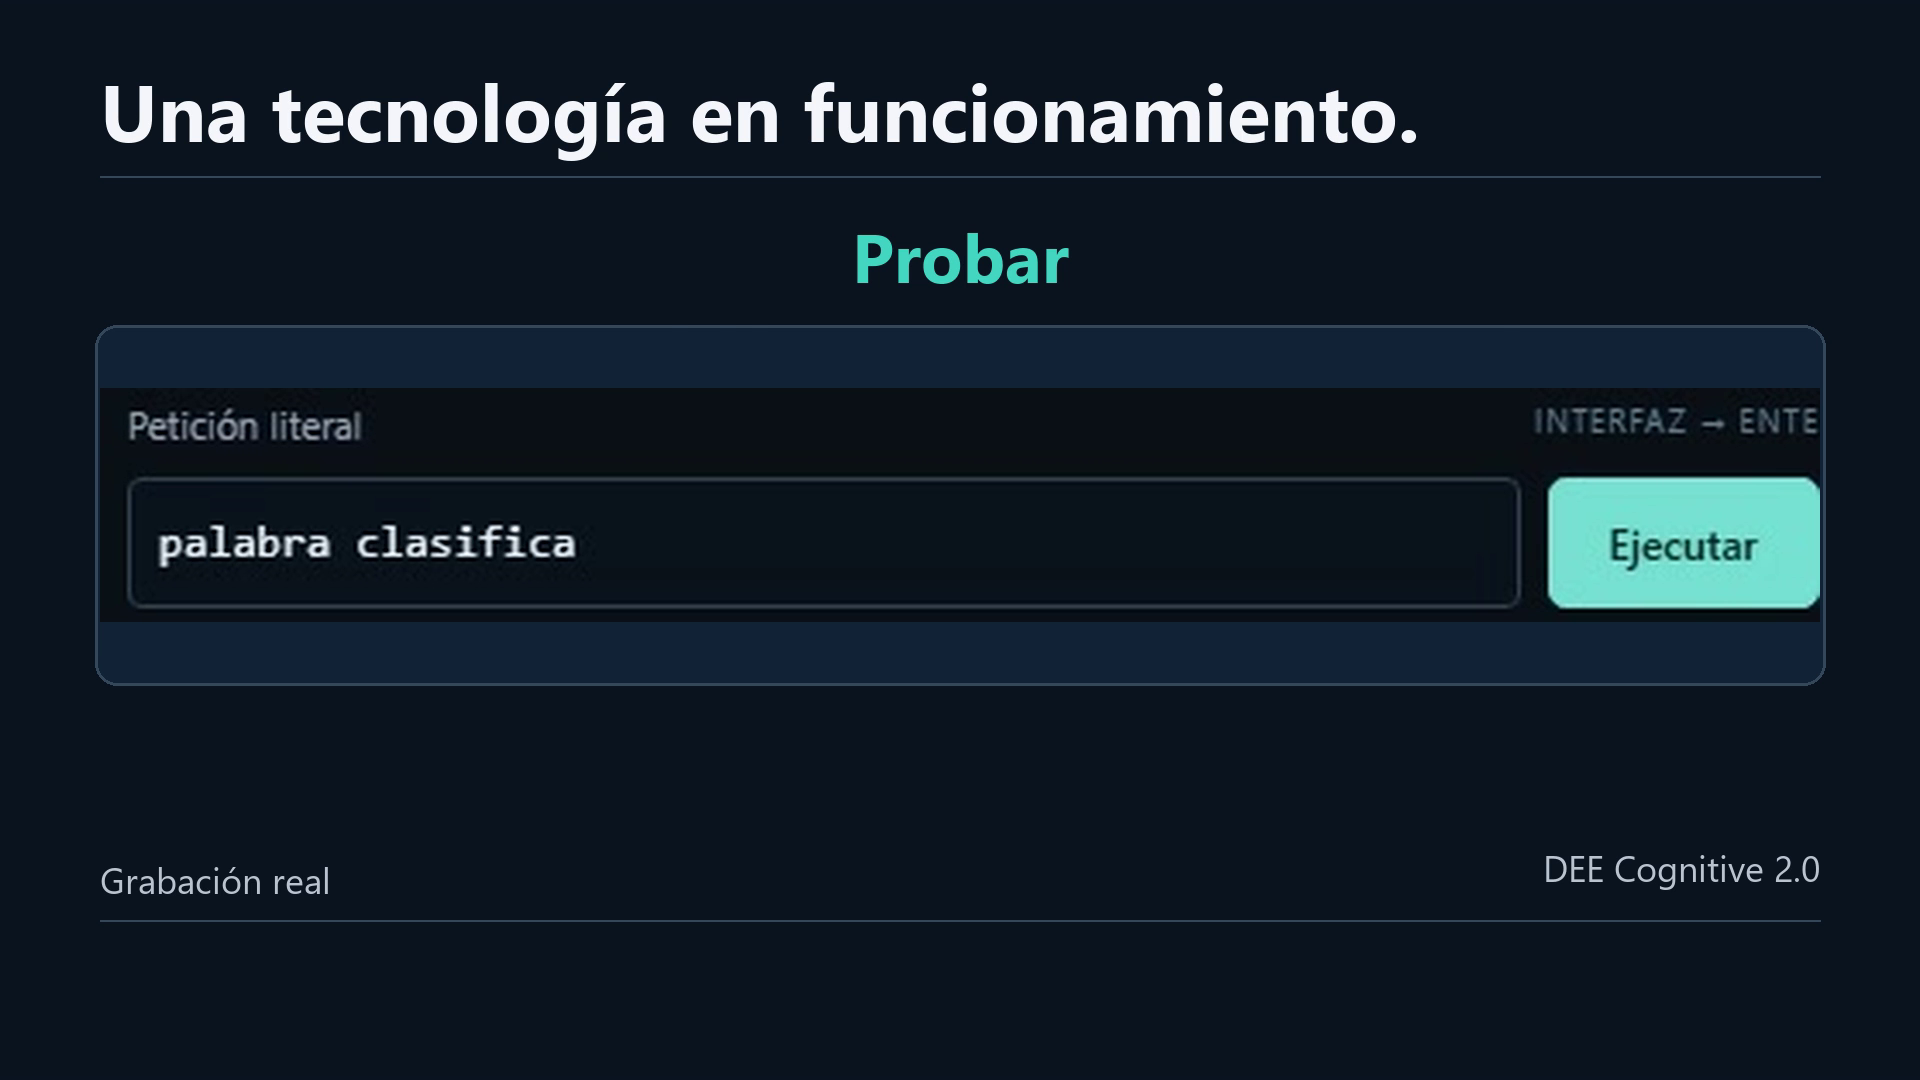 Una tecnología en funcionamiento.
Probar
Petición literal
INTERFAZ → ENTE
palabra clasifica
Ejecutar
Grabación real
DEE Cognitive 2.0